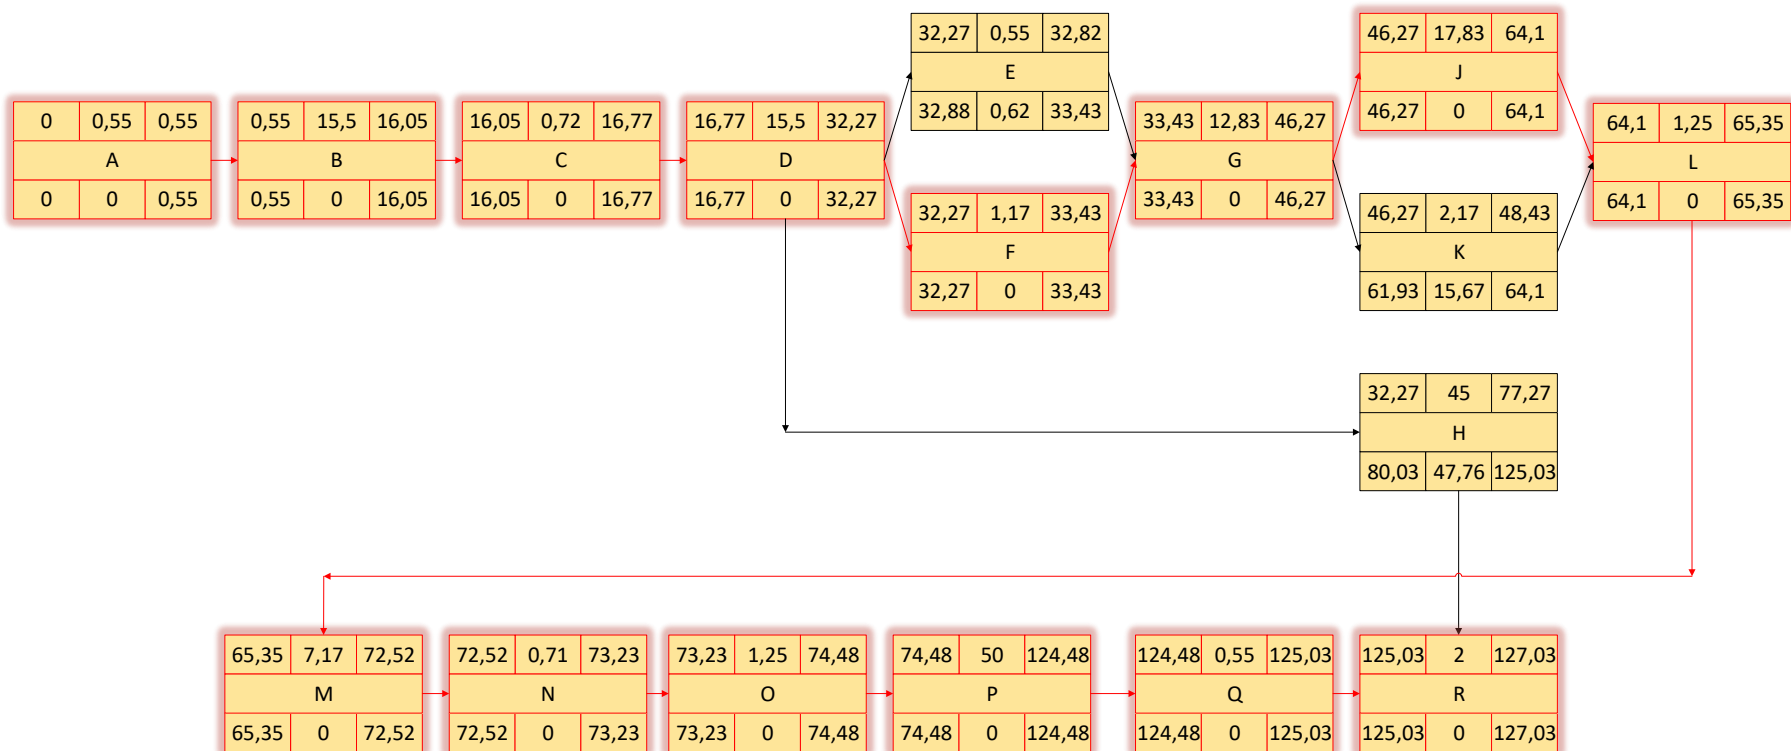 32,27 0,55 32,82
E
32,88 0,62 33,43
46,27 17,83 64,1
J
46,27 0 64,1
0 0,55 0,55
A
0 0 0,55
0,55 15,5 16,05
B
0,55 0 16,05
16,05 0,72 16,77
C
16,05 0 16,77
16,77 15,5 32,27
D
16,77 0 32,27
33,43 12,83 46,27
G
33,43 0 46,27
64,1 1,25 65,35
L
64,1 0 65,35
32,27 1,17 33,43
F
32,27 0 33,43
46,27 2,17 48,43
K
61,93 15,67 64,1
32,27 45 77,27
H
80,03 47,76 125,03
65,35 7,17 72,52
M
65,35 0 72,52
72,52 0,71 73,23
N
72,52 0 73,23
73,23 1,25 74,48
O
73,23 0 74,48
74,48 50 124,48
P
74,48 0 124,48
124,48 0,55 125,03
Q
124,48 0 125,03
125,03 2 127,03
R
125,03 0 127,03